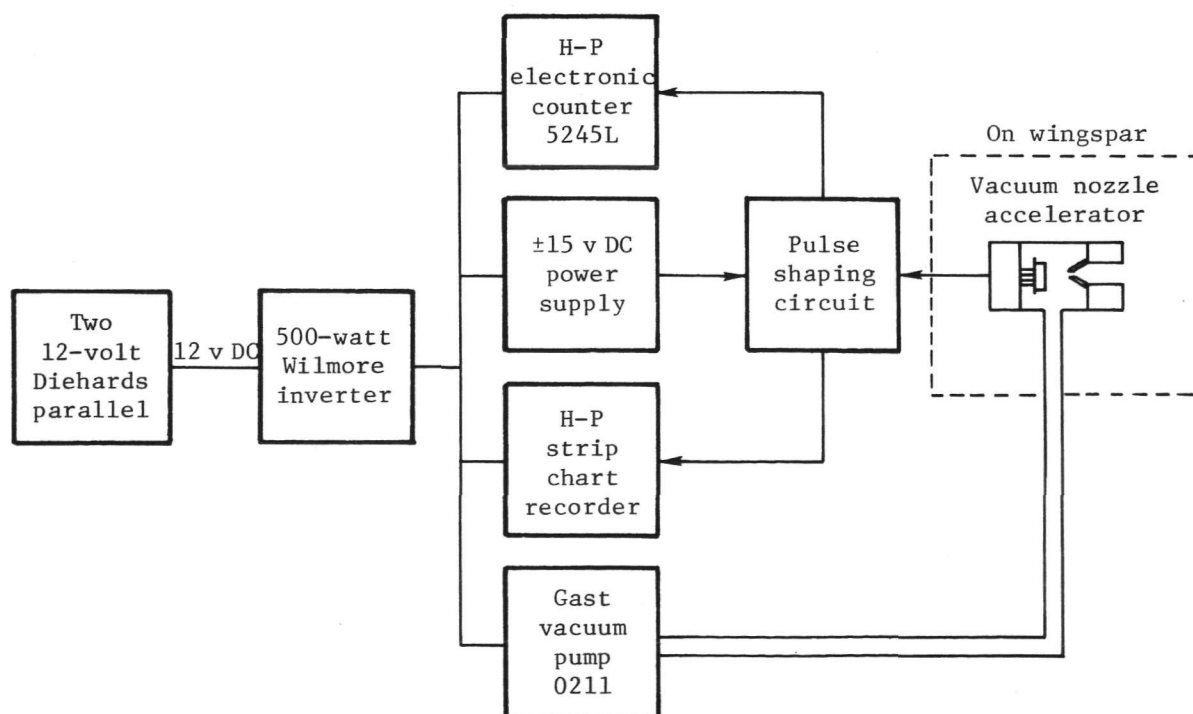 H-P
electronic
counter
5245L
On wingspar
Vacuum nozzle
accelerator
±15 v DC
power
supply
Pulse
shaping
circuit
Two
12-volt
Diehards
parallel
12 v DC
500-watt
Wilmore
inverter
H-P
strip
chart
recorder
Gast
vacuum
pump
0211